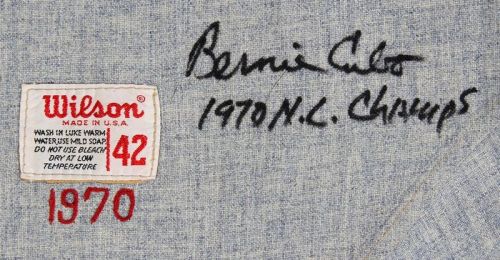 Wilson®
MADE IN U.S.A
WASH IN LUKE WARM
WATER.USE MILD SOAP.
DO NOT USE BLEACH
DRY AT LOW
TEMPERATURE
42
1970
Bernie Carbo
1970 N.L. Champs